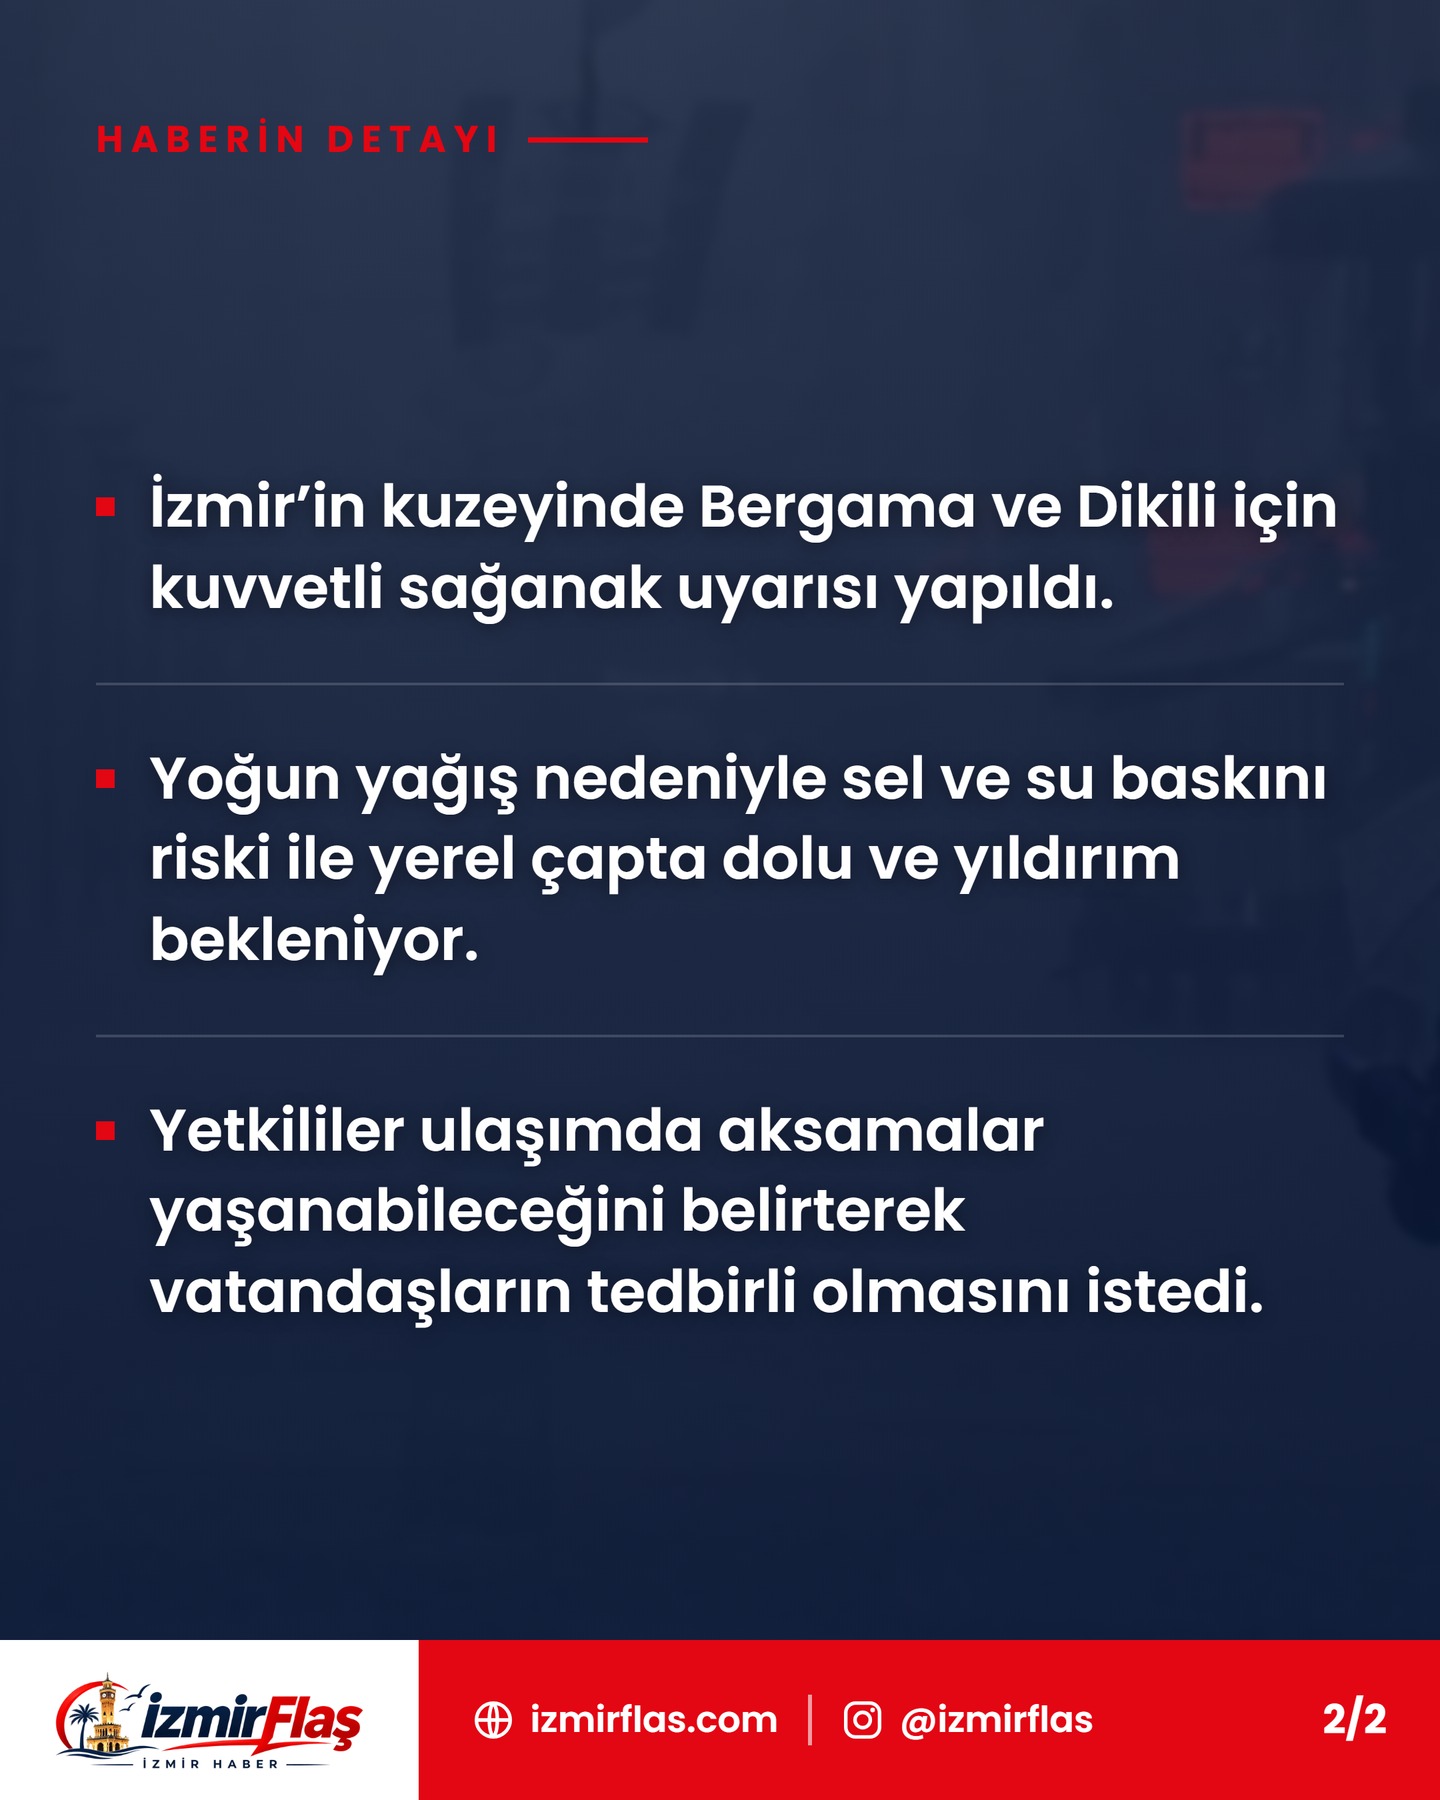 HABERİN DETAYI
İzmir’in kuzeyinde Bergama ve Dikili için
kuvvetli sağanak uyarısı yapıldı.
Yoğun yağış nedeniyle sel ve su baskını
riski ile yerel çapta dolu ve yıldırım
bekleniyor.
Yetkililer ulaşımda aksamalar
yaşanabileceğini belirterek
vatandaşların tedbirli olmasını istedi.
izmirFlaş
İZMİR HABER
izmirflas.com
@izmirflas
2/2